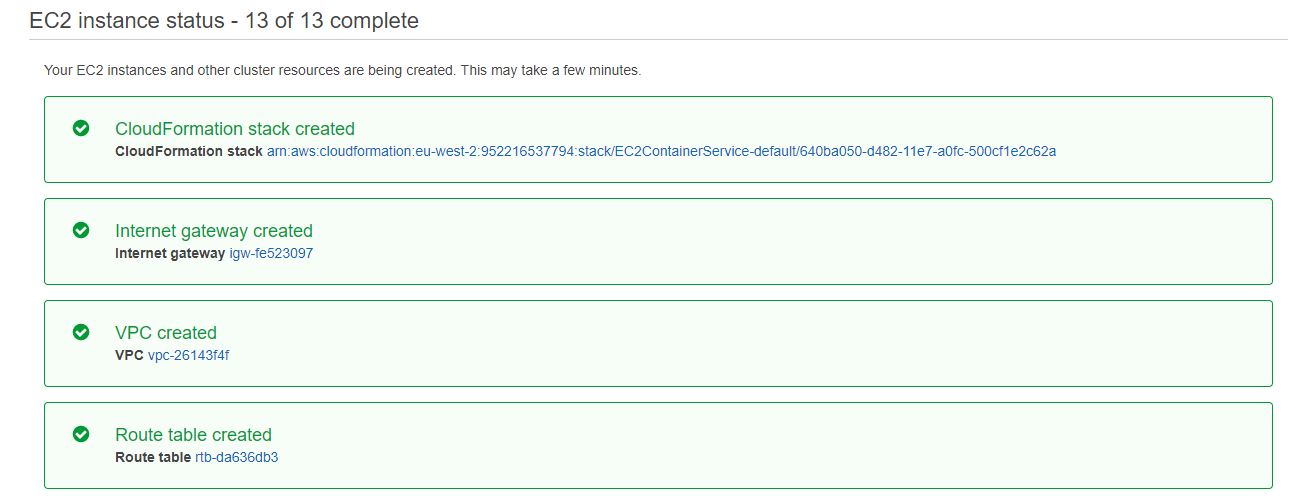 EC2 instance status - 13 of 13 complete
Your EC2 instances and other cluster resources are being created. This may take a few minutes.
CloudFormation stack created
CloudFormation stack arn:aws:cloudformation:eu-west-2:952216537794:stack/EC2ContainerService-default/640ba050-d482-11e7-a0fc-500cf1e2c62a
Internet gateway created
Internet gateway igw-fe523097
VPC created
VPC vpc-26143f4f
Route table created
Route table rtb-da636db3